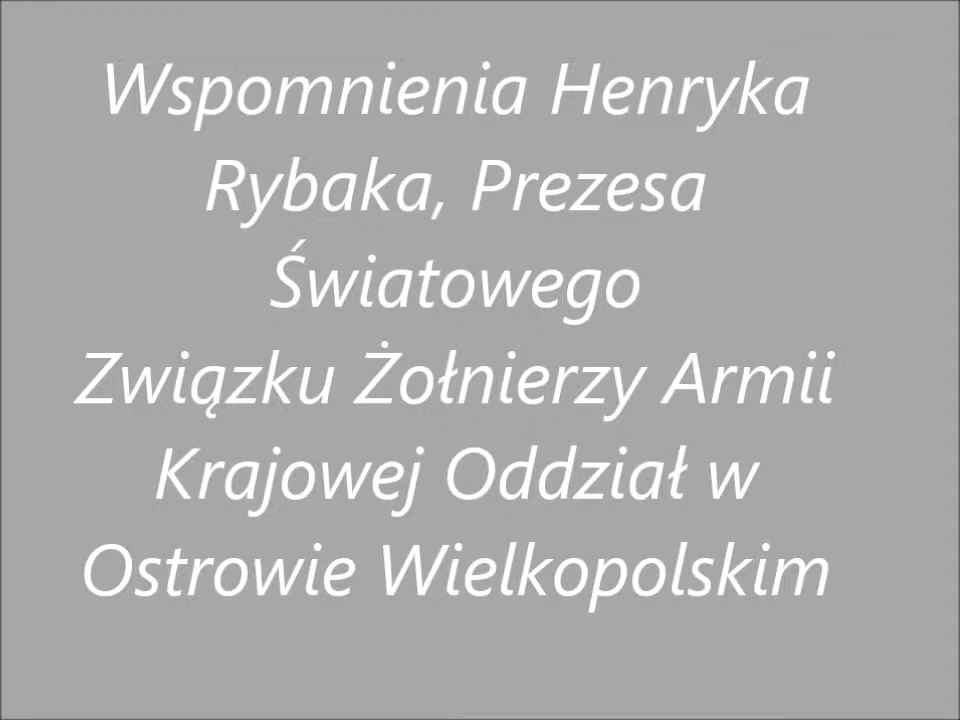 Wspomnienia Henryka
Rybaka, Prezesa
Światowego
Związku Żołnierzy Armii
Krajowej Oddział w
Ostrowie Wielkopolskim